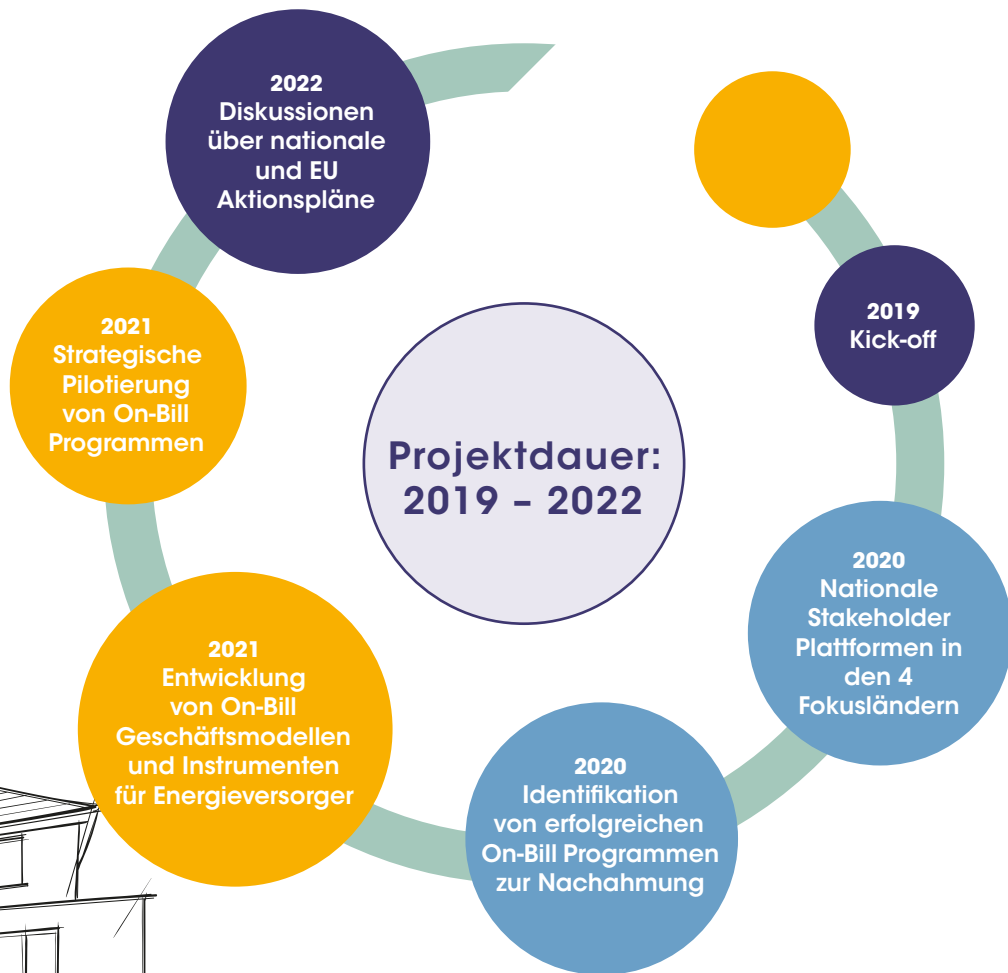 2022
Diskussionen
über nationale
und EU
Aktionspläne
2019
Kick-off
2021
Strategische
Pilotierung
von On-Bill
Programmen
Projektdauer:
2019 – 2022
2020
Nationale
Stakeholder
Plattformen in
den 4
Fokusländern
2021
Entwicklung
von On-Bill
Geschäftsmodellen
und Instrumenten
für Energieversorger
2020
Identifikation
von erfolgreichen
On-Bill Programmen
zur Nachahmung